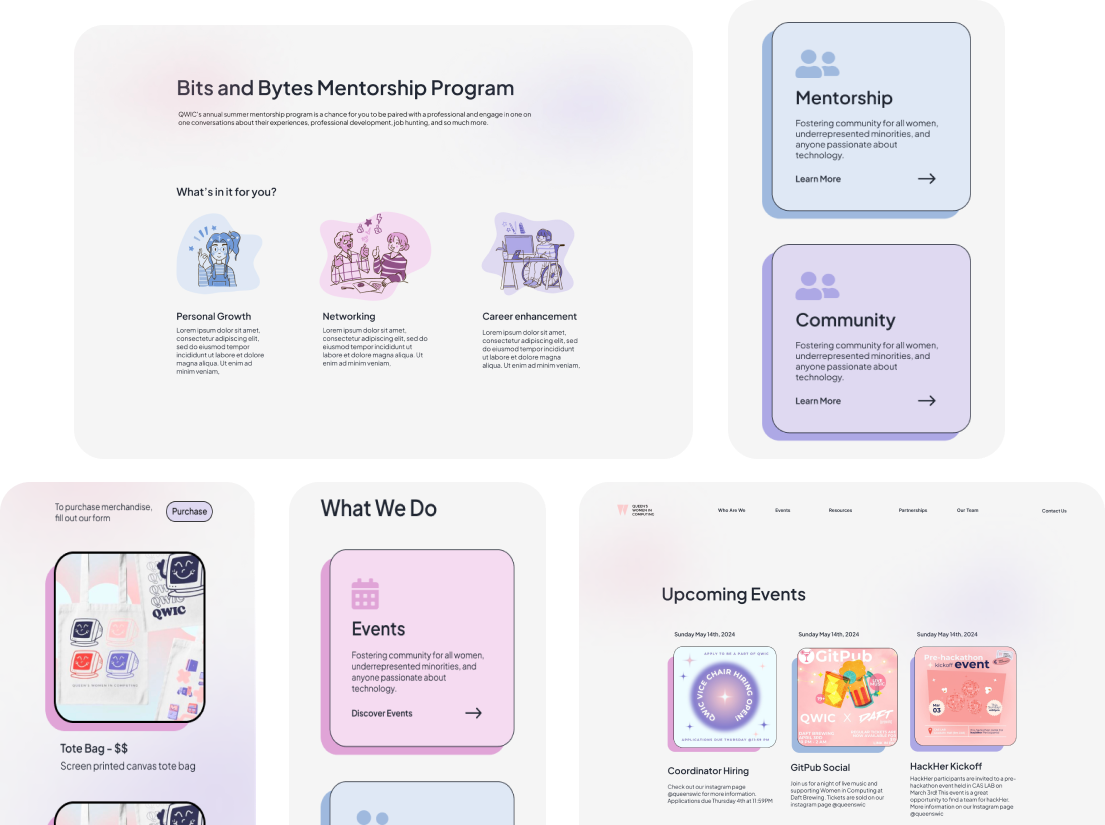 Bits and Bytes Mentorship Program
QWIC's annual summer mentorship program is a chance for you to be paired with a professional and engage in one on
one conversations about their experiences, professional development, job hunting, and so much more.
What's in it for you?
Personal Growth
Lorem ipsum dolor sit amet,
consectetur adipiscing elit,
sed do eiusmod tempor
incididunt ut labore et dolore
magna aliqua. Ut enim ad
minim veniam,
Networking
Lorem ipsum dolor sit amet,
consectetur adipiscing elit, sed do
eiusmod tempor incididunt ut
labore et dolore magna aliqua. Ut
enim ad minim veniam,
Career enhancement
Lorem ipsum dolor sit amet,
consectetur adipiscing elit, sed
do eiusmod tempor incididunt
ut labore et dolore magna
aliqua. Ut enim ad minim veniam,
Mentorship
Fostering community for all women,
underrepresented minorities, and
anyone passionate about
technology.
Learn More
Community
Fostering community for all women,
underrepresented minorities, and
anyone passionate about
technology.
Learn More
To purchase merchandise,
fill out our form
Purchase
QWIC
QUEEN'S WOMEN IN COMPUTING
Tote Bag - $$
Screen printed canvas tote bag
What We Do
Events
Fostering community for all women,
underrepresented minorities, and
anyone passionate about
technology.
Discover Events
QUEEN'S
WOMEN IN
COMPUTING
Who Are We
Events
Resources
Partnerships
Our Team
Contact Us
Upcoming Events
Sunday May 14th, 2024
APPLY TO BE A PART OF QWIC
QWIC VICE CHAIR HIRING OPEN!
APPLICATIONS DUE THURSDAY @11:59 PM
Coordinator Hiring
Check out our Instagram page
@queenswic for more information.
Applications due Thursday 4th at 11:59PM
Sunday May 14th, 2024
GitPub
QWIC X DAFT
GitPub Social
Join us for a night of live music and
supporting Women in Computing at
Daft Brewing. Tickets are sold on our
instagram page @queenswic
Sunday May 14th, 2024
Pre-hackathon
kickoff event
Mar
03
HackHer Kickoff
HackHer participants are invited to a pre-
hackathon event held in CAS LAB on
March 3rd! This event is a great
opportunity to find a team for hackHer.
More information on our Instagram page
@queenswic